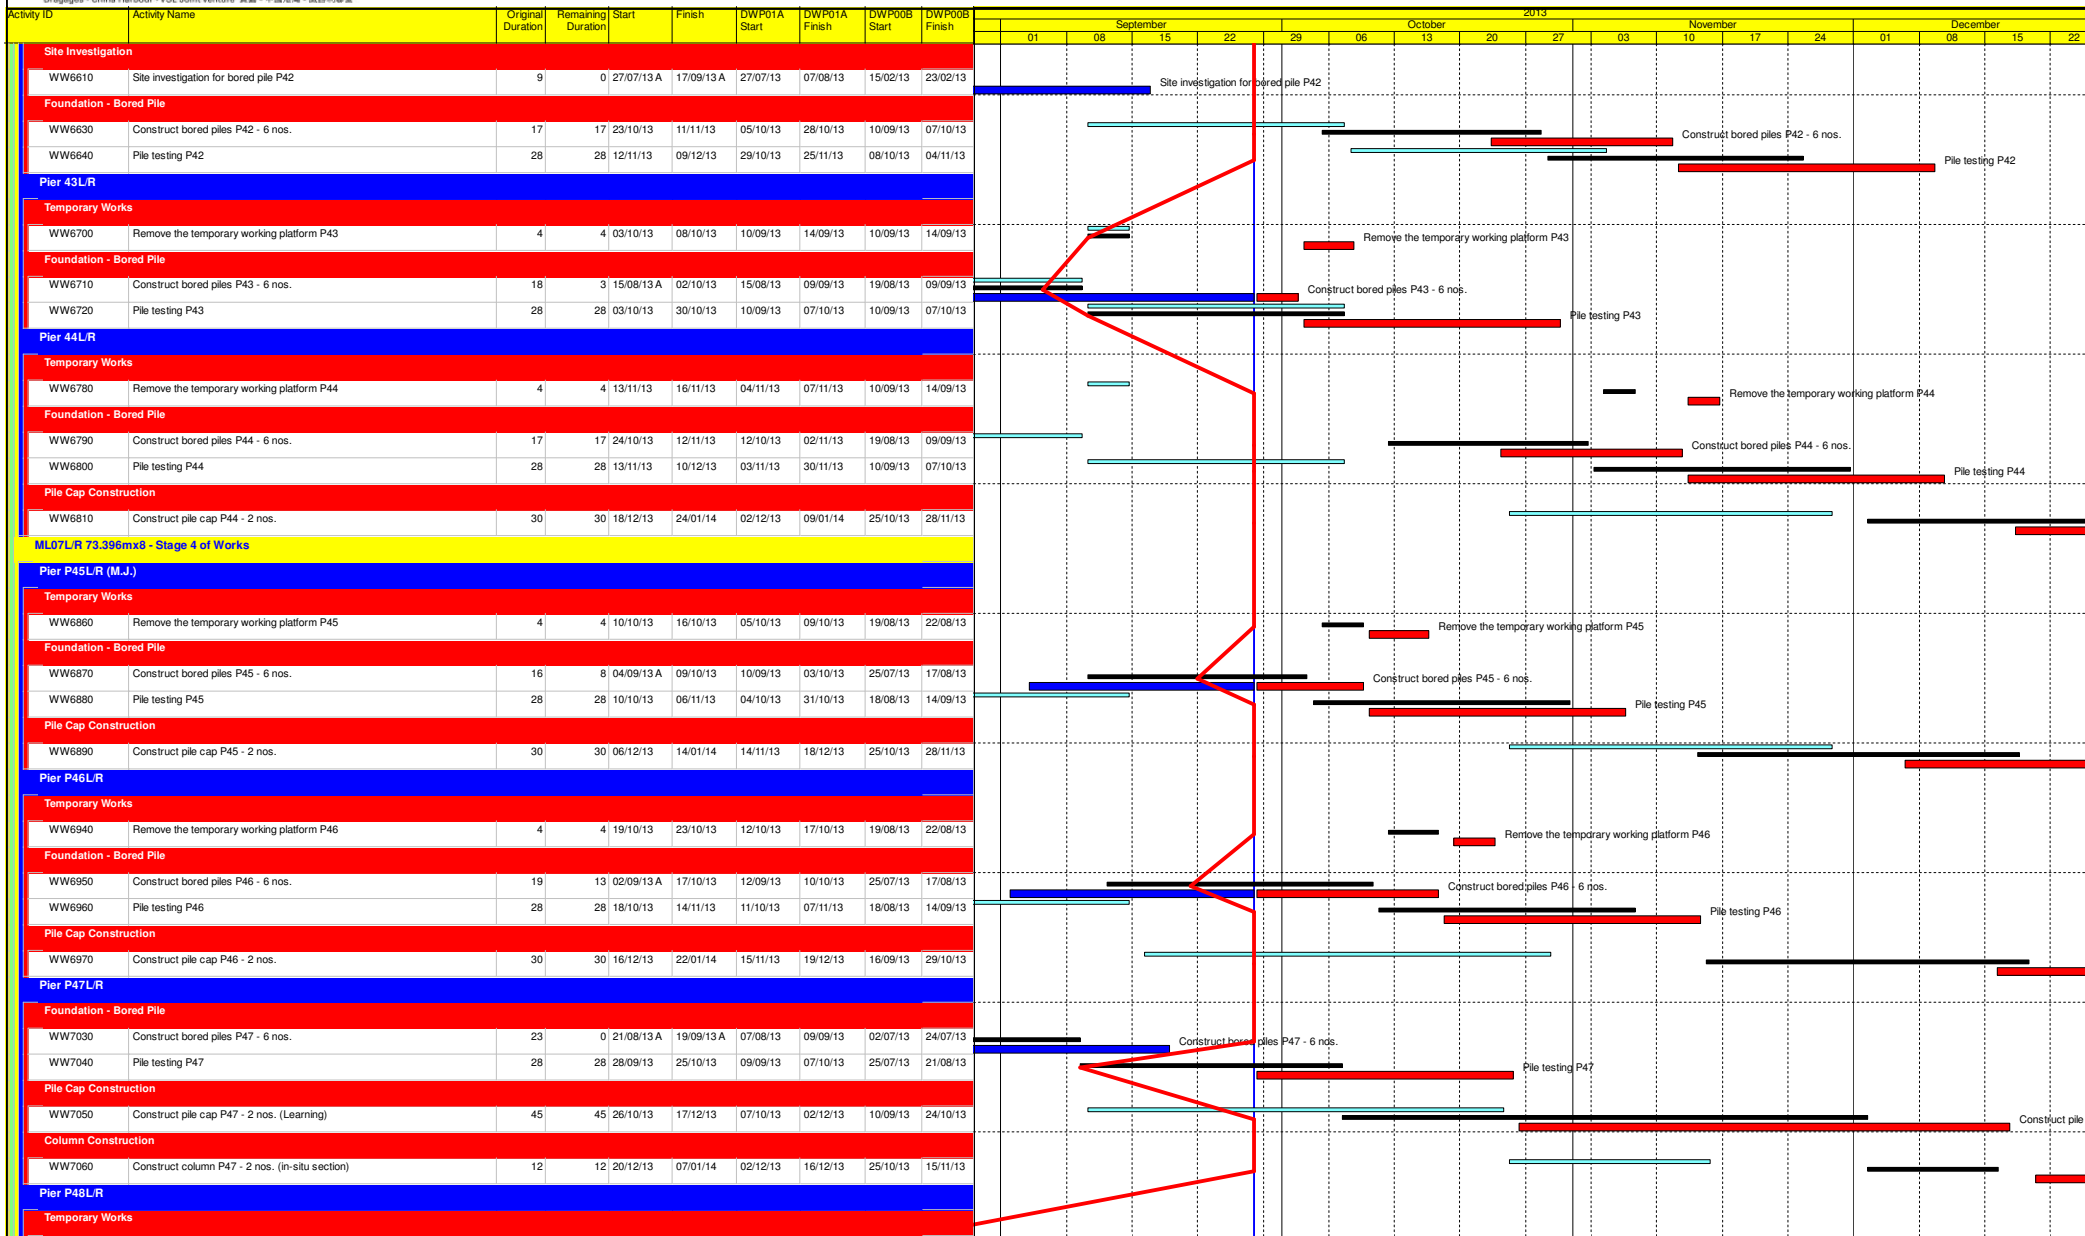 Activity ID Activity Name Original Duration Remaining Duration Start Finish DWP01A Start DWP01A Finish DWP00B Start DWP00B Finish
2013
September October November December
01 08 15 22 29 06 13 20 27 03 10 17 24 01 08 15 22
Site Investigation
WW6610 Site investigation for bored pile P42 9 0 27/07/13 A 17/09/13 A 27/07/13 07/08/13 15/02/13 23/02/13 Site investigation for bored pile P42
Foundation - Bored Pile
WW6630 Construct bored piles P42 - 6 nos. 17 17 23/10/13 11/11/13 05/10/13 28/10/13 10/09/13 07/10/13 Construct bored piles P42 - 6 nos.
WW6640 Pile testing P42 28 28 12/11/13 09/12/13 29/10/13 25/11/13 08/10/13 04/11/13 Pile testing P42
Pier 43L/R
Temporary Works
WW6700 Remove the temporary working platform P43 4 4 03/10/13 08/10/13 10/09/13 14/09/13 10/09/13 14/09/13 Remove the temporary working platform P43
Foundation - Bored Pile
WW6710 Construct bored piles P43 - 6 nos. 18 3 15/08/13 A 02/10/13 15/08/13 09/09/13 19/08/13 09/09/13 Construct bored piles P43 - 6 nos.
WW6720 Pile testing P43 28 28 03/10/13 30/10/13 10/09/13 07/10/13 10/09/13 07/10/13 Pile testing P43
Pier 44L/R
Temporary Works
WW6780 Remove the temporary working platform P44 4 4 13/11/13 16/11/13 04/11/13 07/11/13 10/09/13 14/09/13 Remove the temporary working platform P44
Foundation - Bored Pile
WW6790 Construct bored piles P44 - 6 nos. 17 17 24/10/13 12/11/13 12/10/13 02/11/13 19/08/13 09/09/13 Construct bored piles P44 - 6 nos.
WW6800 Pile testing P44 28 28 13/11/13 10/12/13 03/11/13 30/11/13 10/09/13 07/10/13 Pile testing P44
Pile Cap Construction
WW6810 Construct pile cap P44 - 2 nos. 30 30 18/12/13 24/01/14 02/12/13 09/01/14 25/10/13 28/11/13
ML07L/R 73.396mx8 - Stage 4 of Works
Pier P45L/R (M.J.)
Temporary Works
WW6860 Remove the temporary working platform P45 4 4 10/10/13 16/10/13 05/10/13 09/10/13 19/08/13 22/08/13 Remove the temporary working platform P45
Foundation - Bored Pile
WW6870 Construct bored piles P45 - 6 nos. 16 8 04/09/13 A 09/10/13 10/09/13 03/10/13 25/07/13 17/08/13 Construct bored piles P45 - 6 nos.
WW6880 Pile testing P45 28 28 10/10/13 06/11/13 04/10/13 31/10/13 18/08/13 14/09/13 Pile testing P45
Pile Cap Construction
WW6890 Construct pile cap P45 - 2 nos. 30 30 06/12/13 14/01/14 14/11/13 18/12/13 25/10/13 28/11/13
Pier P46L/R
Temporary Works
WW6940 Remove the temporary working platform P46 4 4 19/10/13 23/10/13 12/10/13 17/10/13 19/08/13 22/08/13 Remove the temporary working platform P46
Foundation - Bored Pile
WW6950 Construct bored piles P46 - 6 nos. 19 13 02/09/13 A 17/10/13 12/09/13 10/10/13 25/07/13 17/08/13 Construct bored piles P46 - 6 nos.
WW6960 Pile testing P46 28 28 18/10/13 14/11/13 11/10/13 07/11/13 18/08/13 14/09/13 Pile testing P46
Pile Cap Construction
WW6970 Construct pile cap P46 - 2 nos. 30 30 16/12/13 22/01/14 15/11/13 19/12/13 16/09/13 29/10/13
Pier P47L/R
Foundation - Bored Pile
WW7030 Construct bored piles P47 - 6 nos. 23 0 21/08/13 A 19/09/13 A 07/08/13 09/09/13 02/07/13 24/07/13 Construct bored piles P47 - 6 nos.
WW7040 Pile testing P47 28 28 28/09/13 25/10/13 09/09/13 07/10/13 25/07/13 21/08/13 Pile testing P47
Pile Cap Construction
WW7050 Construct pile cap P47 - 2 nos. (Learning) 45 45 26/10/13 17/12/13 07/10/13 02/12/13 10/09/13 24/10/13 Construct pile
Column Construction
WW7060 Construct column P47 - 2 nos. (in-situ section) 12 12 20/12/13 07/01/14 02/12/13 16/12/13 25/10/13 15/11/13
Pier P48L/R
Temporary Works